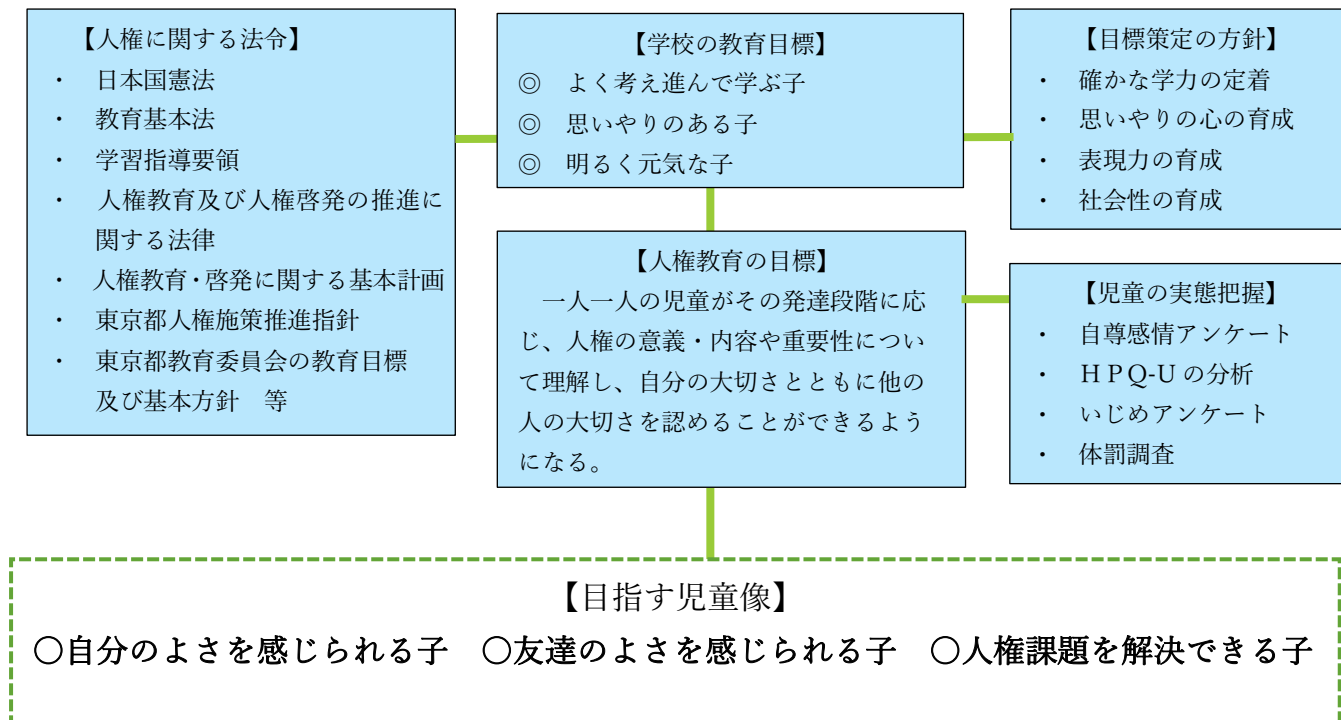 【人権に関する法令】
・ 日本国憲法
・ 教育基本法
・ 学習指導要領
・ 人権教育及び人権啓発の推進に
関する法律
・ 人権教育・啓発に関する基本計画
・ 東京都人権施策推進指針
・ 東京都教育委員会の教育目標
及び基本方針 等
【学校の教育目標】
◎ よく考え進んで学ぶ子
◎ 思いやりのある子
◎ 明るく元気な子
【目標策定の方針】
・ 確かな学力の定着
・ 思いやりの心の育成
・ 表現力の育成
・ 社会性の育成
【人権教育の目標】
一人一人の児童がその発達段階に応
じ、人権の意義・内容や重要性につい
て理解し、自分の大切さとともに他の
人の大切さを認めることができるよう
になる。
【児童の実態把握】
・ 自尊感情アンケート
・ ＨＰＱ-Ｕの分析
・ いじめアンケート
・ 体罰調査
【目指す児童像】
○自分のよさを感じられる子 ○友達のよさを感じられる子 ○人権課題を解決できる子